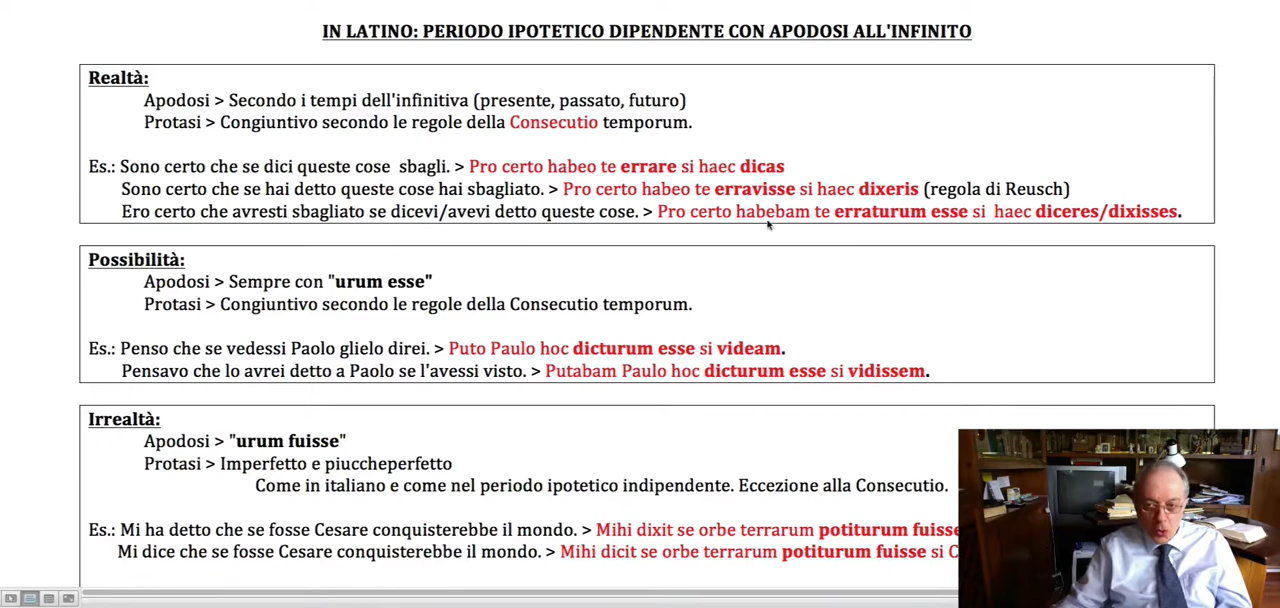 IN LATINO: PERIODO IPOTETICO DIPENDENTE CON APODOSI ALL'INFINITO
Realtà:
Apodosi > Secondo i tempi dell'infinitiva (presente, passato, futuro)
Protasi > Congiuntivo secondo le regole della Consecutio temporum.
Es.: Sono certo che se dici queste cose sbagli. > Pro certo habeo te errare si haec dicas
Sono certo che se hai detto queste cose hai sbagliato. > Pro certo habeo te erravisse si haec dixeris (regola di Reusch)
Ero certo che avresti sbagliato se dicevi/avevi detto queste cose. > Pro certo habebam te erraturum esse si haec diceres/dixisses.
Possibilità:
Apodosi > Sempre con "urum esse"
Protasi > Congiuntivo secondo le regole della Consecutio temporum.
Es.: Penso che se vedessi Paolo glielo direi. > Puto Paulo hoc dicturum esse si videam.
Pensavo che lo avrei detto a Paolo se l'avessi visto. > Putabam Paulo hoc dicturum esse si vidissem.
Irrealtà:
Apodosi > "urum fuisse"
Protasi > Imperfetto e piuccheperfetto
Come in italiano e come nel periodo ipotetico indipendente. Eccezione alla Consecutio.
Es.: Mi ha detto che se fosse Cesare conquisterebbe il mondo. > Mihi dixit se orbe terrarum potiturum fuisse
Mi dice che se fosse Cesare conquisterebbe il mondo. > Mihi dicit se orbe terrarum potiturum fuisse si C